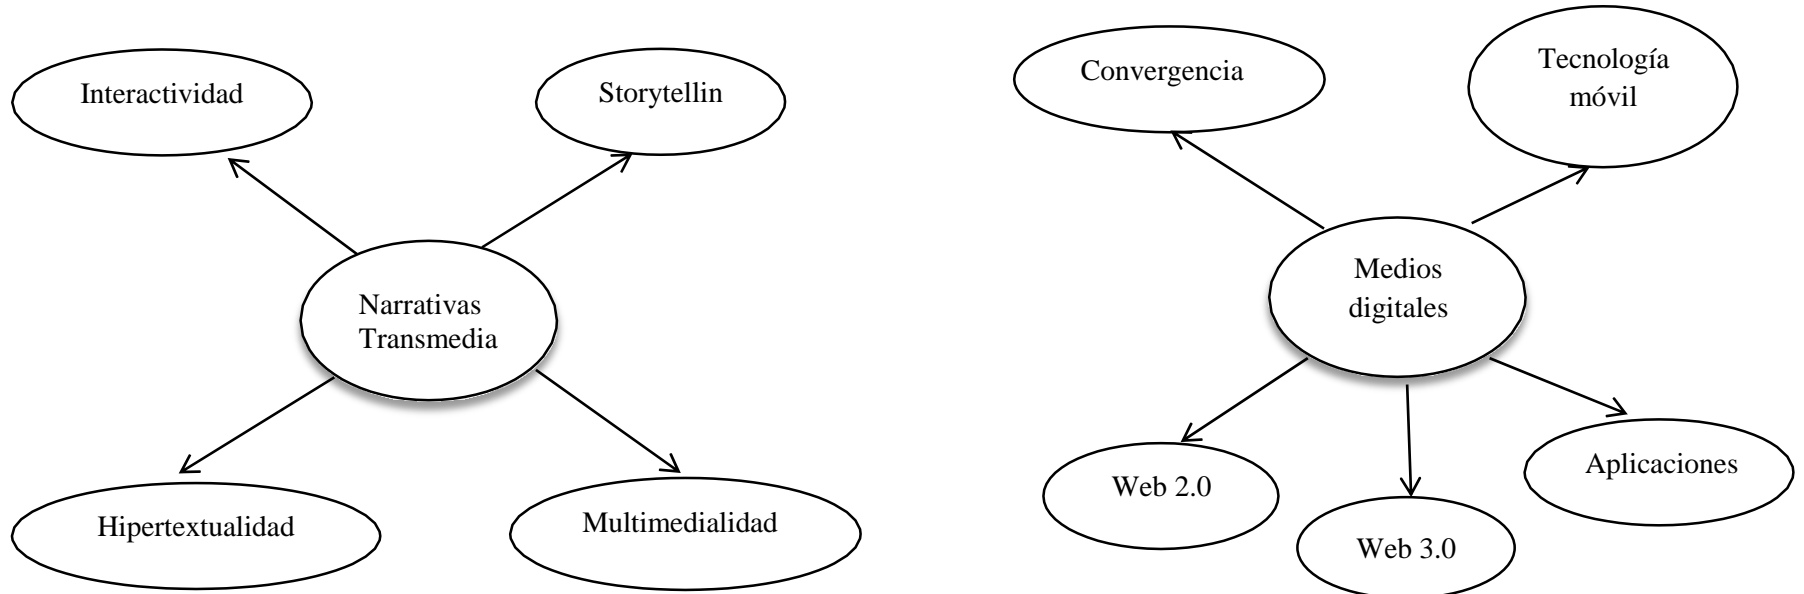 Interactividad
Storytellin
Narrativas
Transmedia
Hipertextualidad
Multimedialidad
Convergencia
Tecnología
móvil
Medios
digitales
Web 2.0
Web 3.0
Aplicaciones